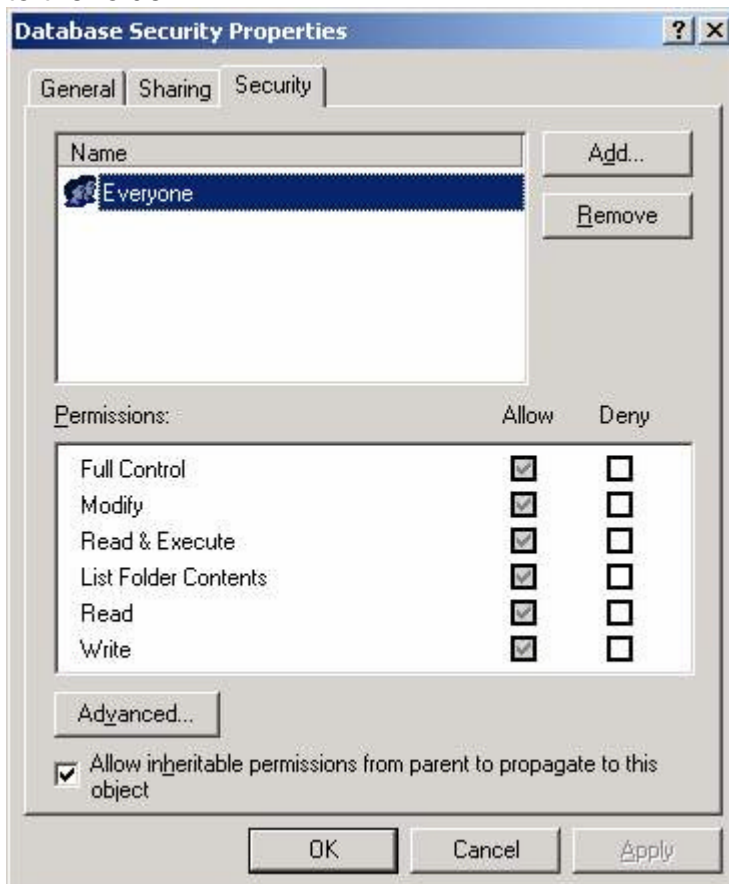 Database Security Properties
General Sharing Security
Name
Add...
Everyone
Remove
Permissions: Allow Deny
Full Control
Modify
Read & Execute
List Folder Contents
Read
Write
Advanced...
Allow inheritable permissions from parent to propagate to this
object
OK Cancel Apply